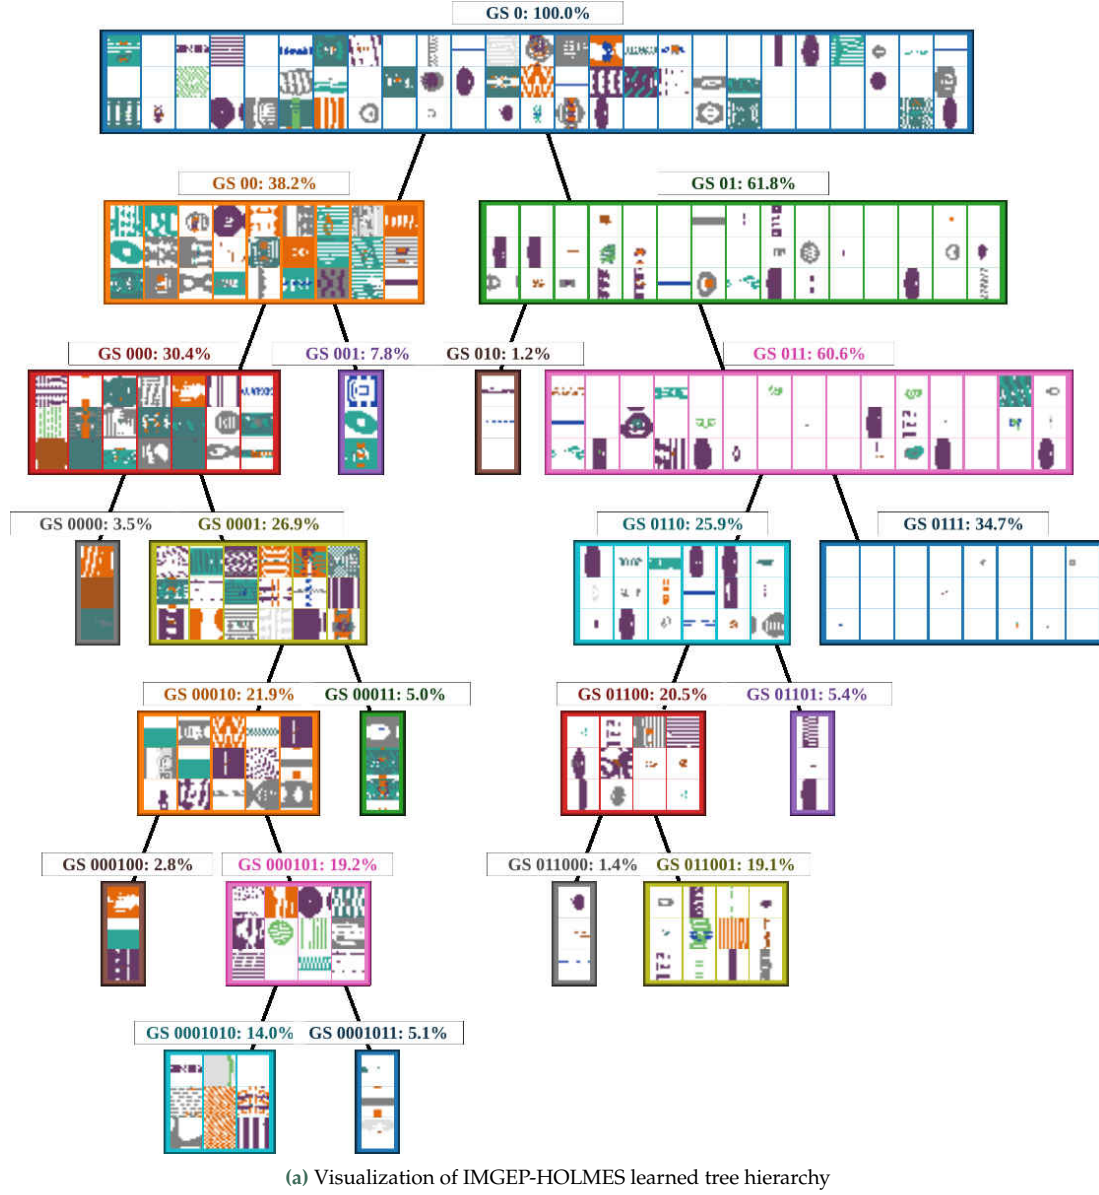 GS 0: 100.0%
GS 00: 38.2%
GS 01: 61.8%
GS 000: 30.4%
GS 001: 7.8%
GS 010: 1.2%
GS 011: 60.6%
GS 0000: 3.5%
GS 0001: 26.9%
GS 0110: 25.9%
GS 0111: 34.7%
GS 00010: 21.9%
GS 00011: 5.0%
GS 01100: 20.5%
GS 01101: 5.4%
GS 000100: 2.8%
GS 000101: 19.2%
GS 011000: 1.4%
GS 011001: 19.1%
GS 0001010: 14.0%
GS 0001011: 5.1%
(a) Visualization of IMGEP-HOLMES learned tree hierarchy